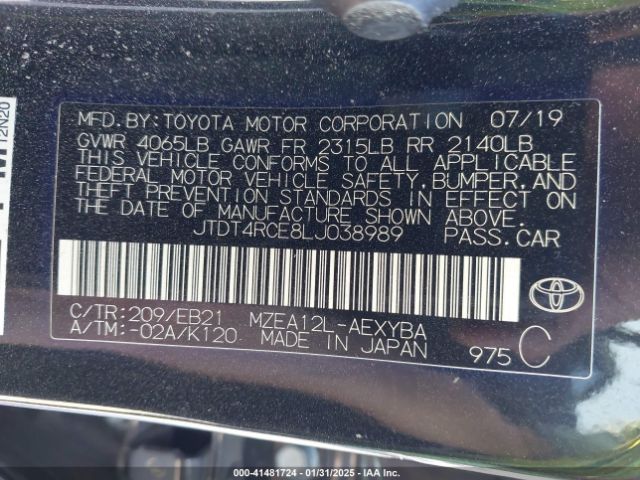 MFD.BY:TOYOTA MOTOR CORPORATION 07/19
GVWR 4065LB GAWR FR 2315LB RR 2140LB
THIS VEHICLE CONFORMS TO ALL APPLICABLE
FEDERAL MOTOR VEHICLE SAFETY,BUMPER,AND
THEFT PREVENTION STANDARDS IN EFFECT ON
THE DATE OF MANUFACTURE SHOWN ABOVE.
JTDT4RCE8LJ038989 PASS.CAR
C/TR:209/EB21 MZEA12L-AEXYBA
A/TM:-02A/K120 MADE IN JAPAN 975 C
12N20
000-41481724 - 01/31/2025 - IAA Inc.